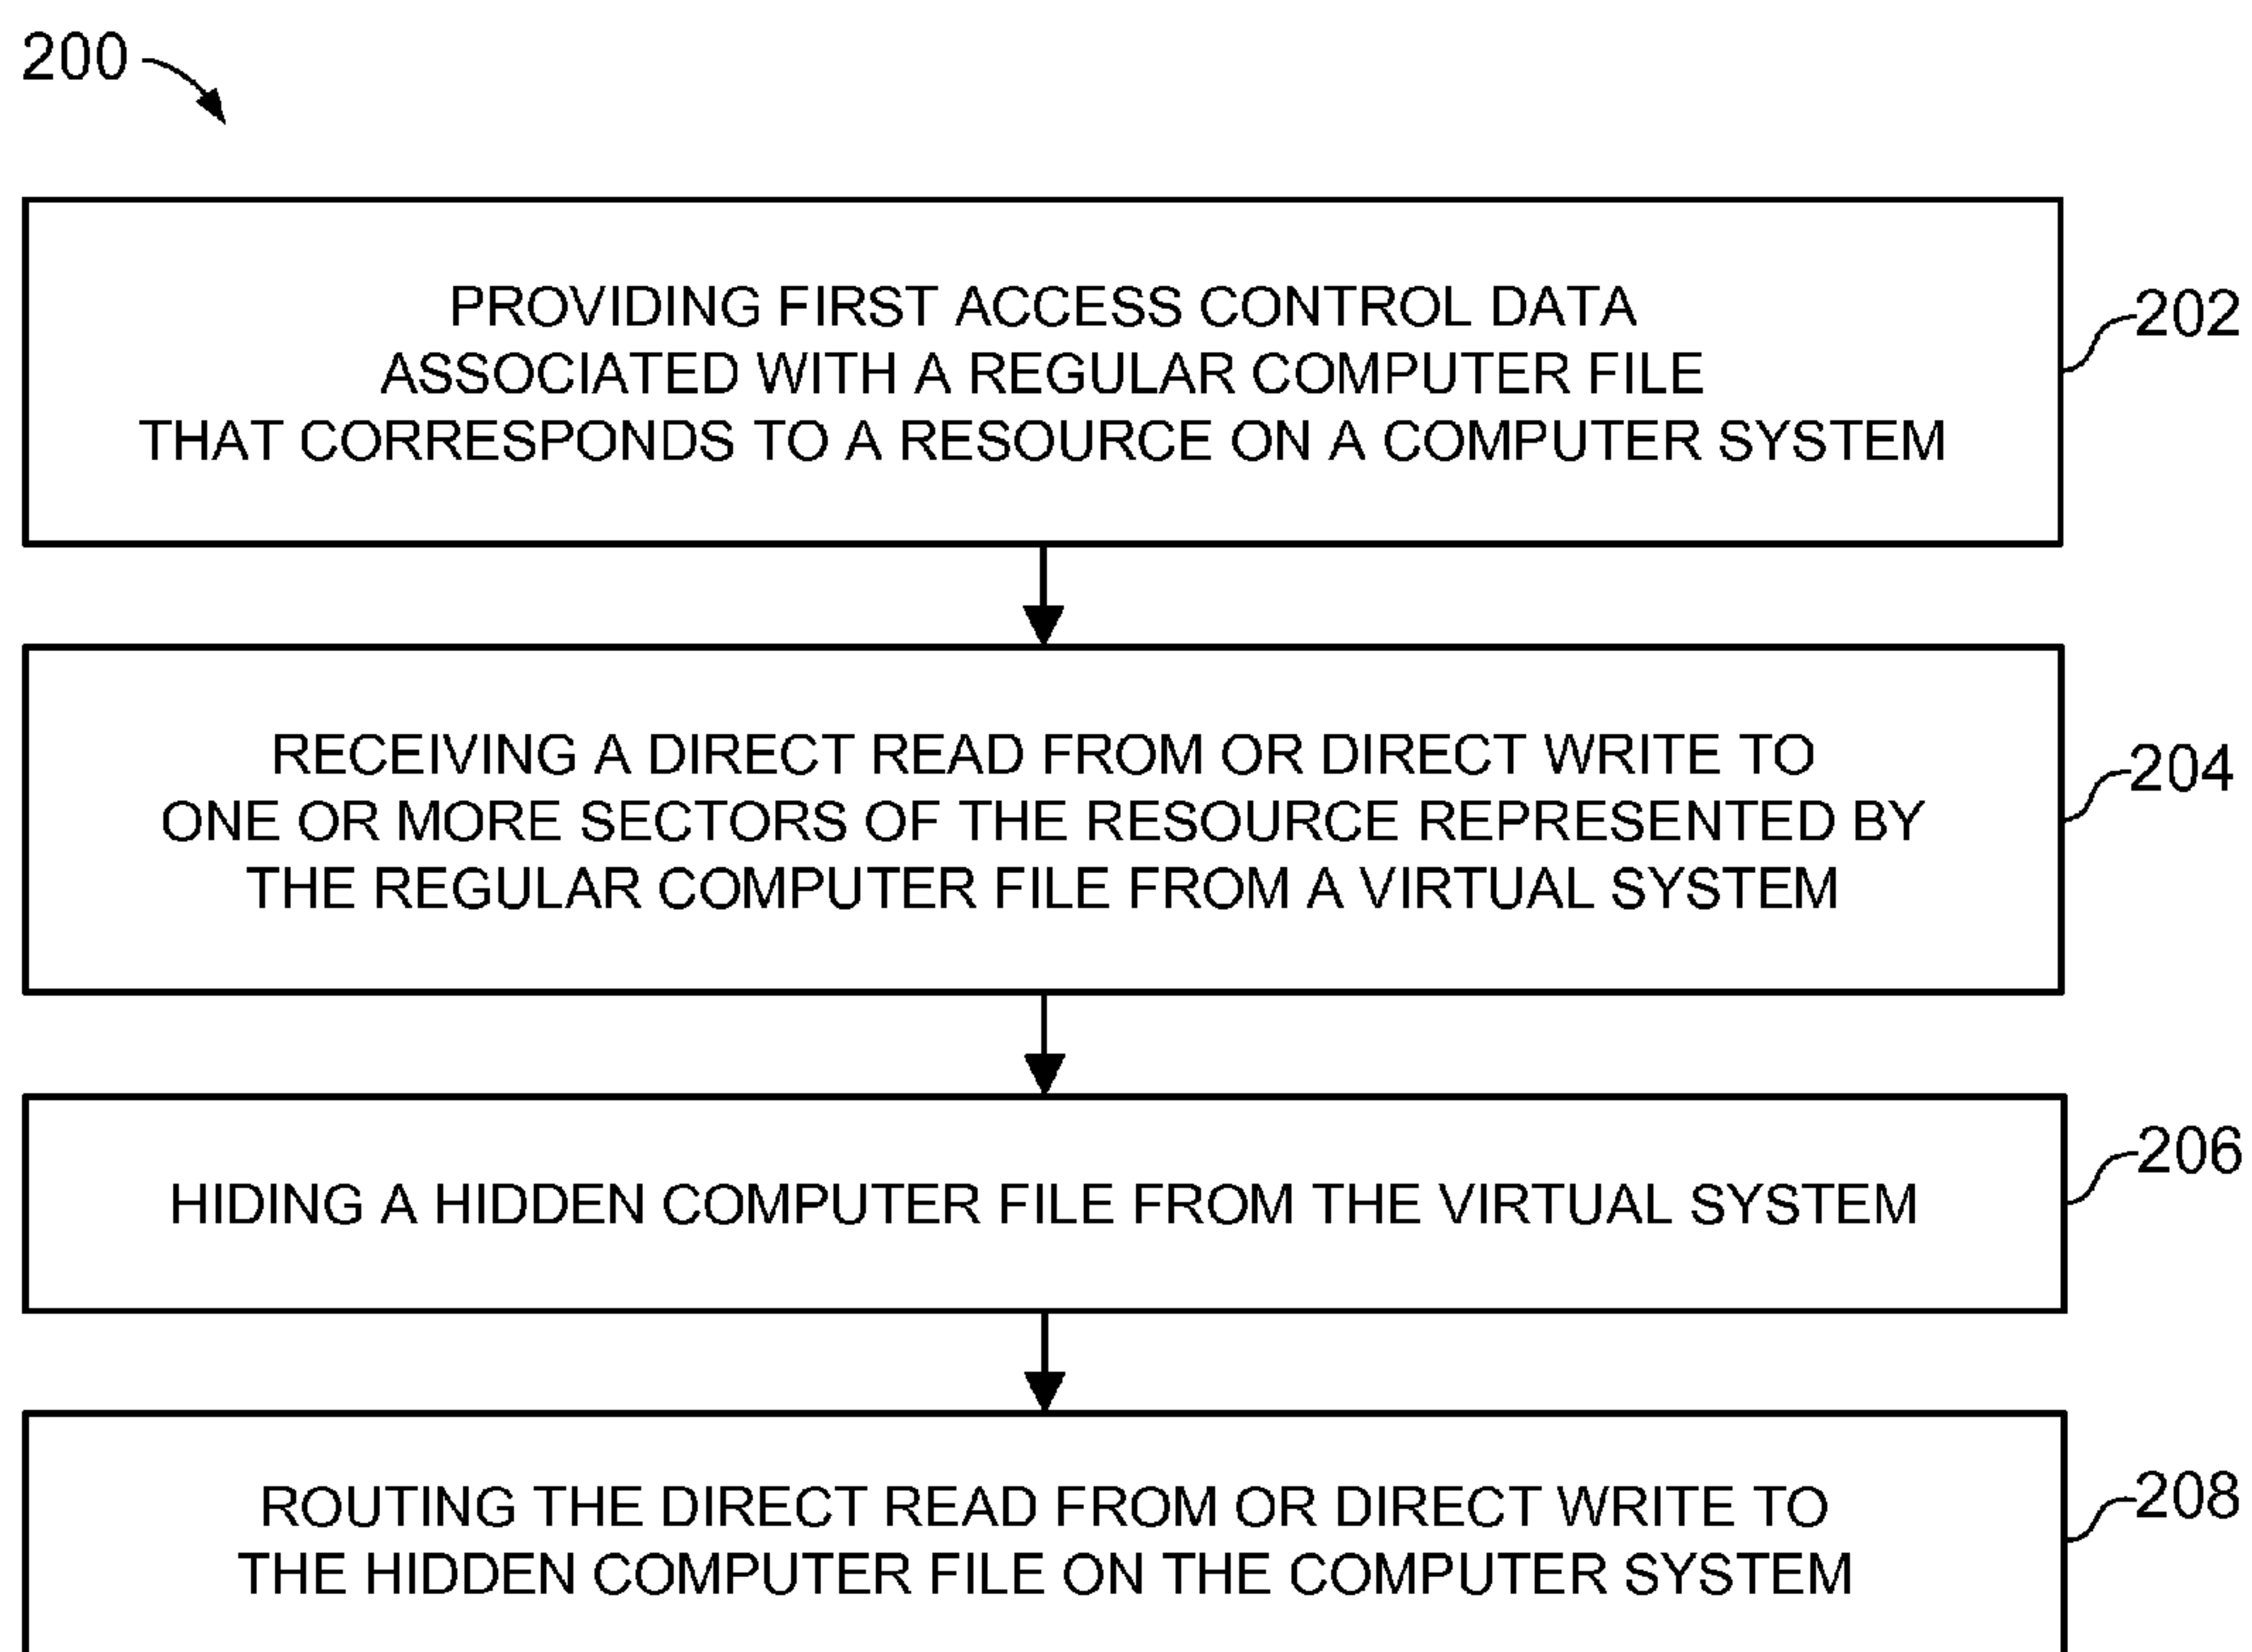 200
PROVIDING FIRST ACCESS CONTROL DATA
ASSOCIATED WITH A REGULAR COMPUTER FILE
THAT CORRESPONDS TO A RESOURCE ON A COMPUTER SYSTEM
202
RECEIVING A DIRECT READ FROM OR DIRECT WRITE TO
ONE OR MORE SECTORS OF THE RESOURCE REPRESENTED BY
THE REGULAR COMPUTER FILE FROM A VIRTUAL SYSTEM
204
HIDING A HIDDEN COMPUTER FILE FROM THE VIRTUAL SYSTEM
206
ROUTING THE DIRECT READ FROM OR DIRECT WRITE TO
THE HIDDEN COMPUTER FILE ON THE COMPUTER SYSTEM
208